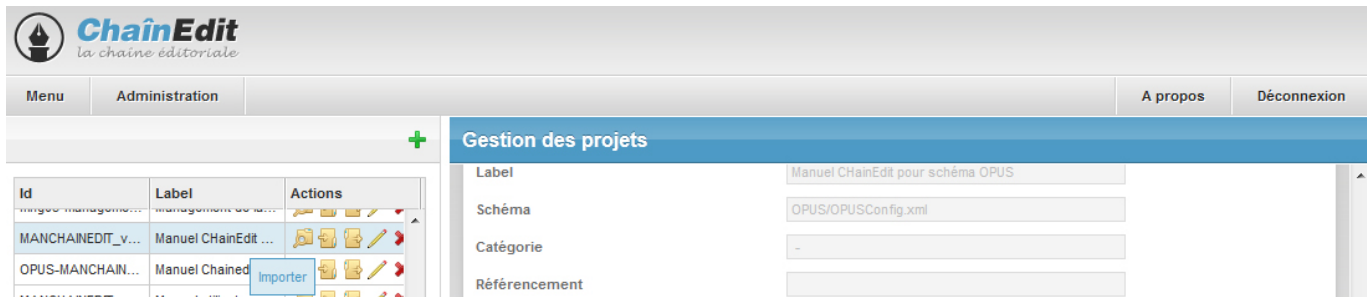 ChaînEdit
la chaîne éditoriale
Menu Administration A propos Déconnexion
Gestion des projets
Id Label Actions
MANCHAINEDIT_v... Manuel CHainEdit ...
OPUS-MANCHAIN... Manuel Chained
Importer
Label Manuel CHainEdit pour schéma OPUS
Schéma OPUS/OPUSConfig.xml
Catégorie -
Référencement